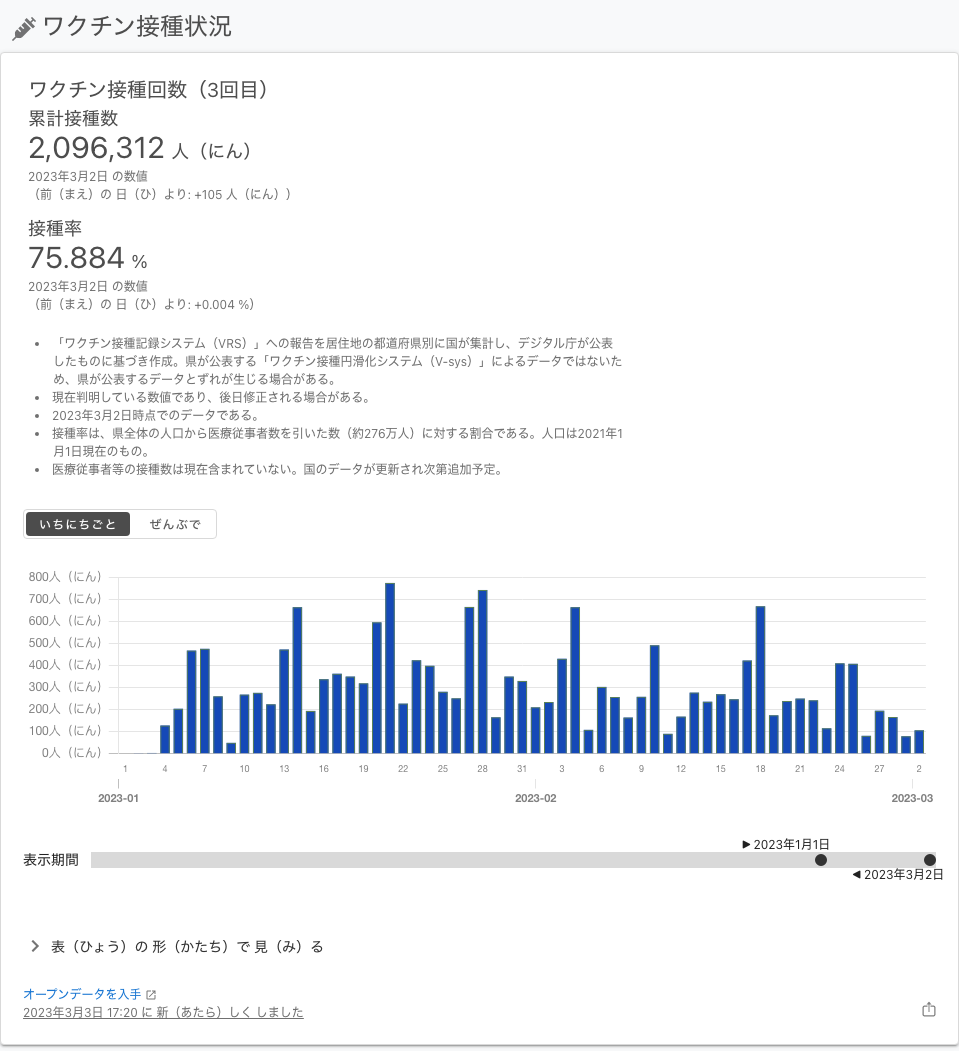 ワクチン接種状況
ワクチン接種回数（3回目）
累計接種数
2,096,312 人（にん）
2023年3月2日 の数値
（前（まえ）の 日（ひ）より: +105 人（にん））
接種率
75.884 %
2023年3月2日 の数値
（前（まえ）の 日（ひ）より: +0.004 %）
• 「ワクチン接種記録システム（VRS）」への報告を居住地の都道府県別に国が集計し、デジタル庁が公表
したものに基づき作成。県が公表する「ワクチン接種円滑化システム（V-sys）」によるデータではないた
め、県が公表するデータとずれが生じる場合がある。
• 現在判明している数値であり、後日修正される場合がある。
• 2023年3月2日時点でのデータである。
• 接種率は、県全体の人口から医療従事者数を引いた数（約276万人）に対する割合である。人口は2021年1
月1日現在のもの。
• 医療従事者等の接種数は現在含まれていない。国のデータが更新され次第追加予定。
いちにちごと ぜんぶで
800人（にん）
700人（にん）
600人（にん）
500人（にん）
400人（にん）
300人（にん）
200人（にん）
100人（にん）
0人（にん）
1 4 7 10 13 16 19 22 25 28 31 3 6 9 12 15 18 21 24 27 2
2023-01 2023-02 2023-03
2023年1月1日
表示期間
2023年3月2日
表（ひょう）の 形（かたち）で 見（み）る
オープンデータを入手
2023年3月3日 17:20 に 新（あたら）しく しました